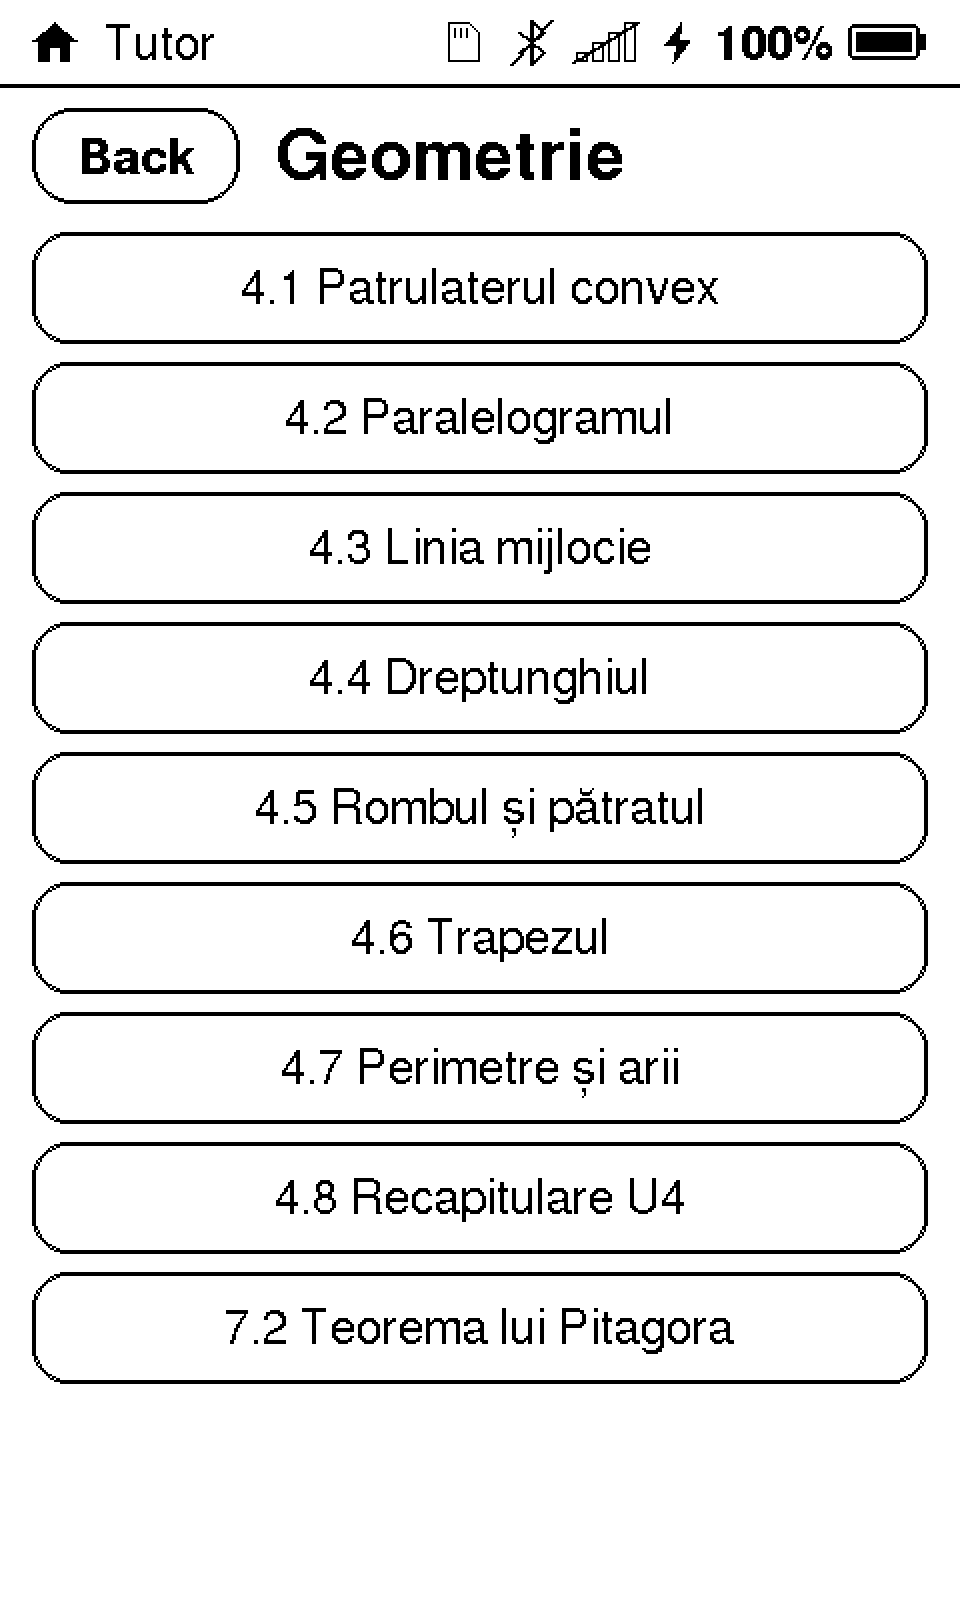 Tutor 100%
Back Geometrie
4.1 Patrulaterul convex
4.2 Paralelogramul
4.3 Linia mijlocie
4.4 Dreptunghiul
4.5 Rombul și pătratul
4.6 Trapezul
4.7 Perimetre și arii
4.8 Recapitulare U4
7.2 Teorema lui Pitagora